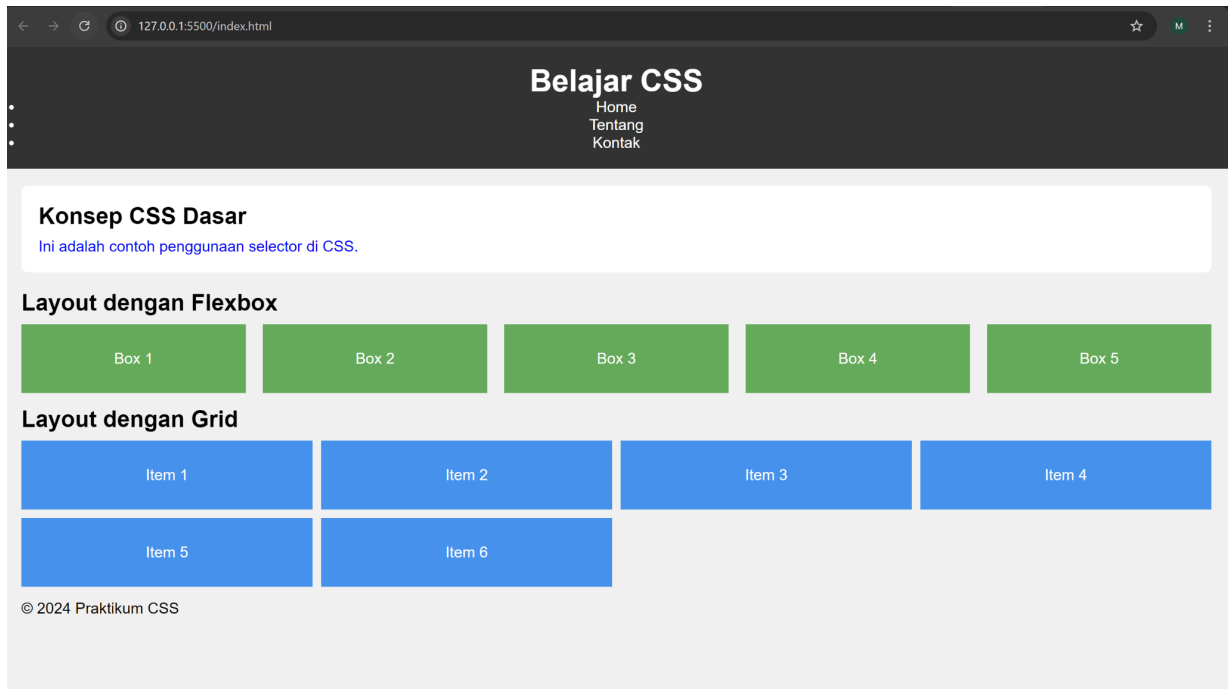 127.0.0.1:5500/index.html
M
Belajar CSS
Home
Tentang
Kontak
Konsep CSS Dasar
Ini adalah contoh penggunaan selector di CSS.
Layout dengan Flexbox
Box 1 Box 2 Box 3 Box 4 Box 5
Layout dengan Grid
Item 1 Item 2 Item 3 Item 4
Item 5 Item 6
© 2024 Praktikum CSS